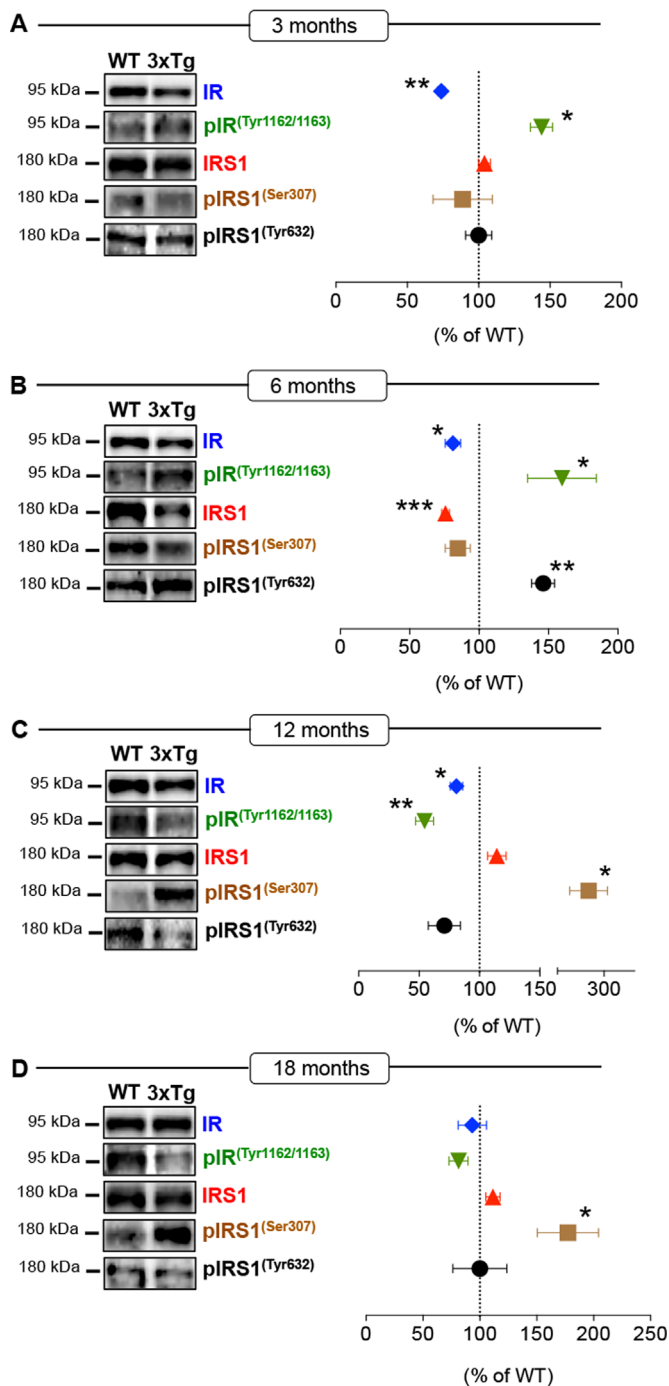 A 3 months
WT 3xTg
95 kDa IR **
95 kDa pIR(Tyr1162/1163) *
180 kDa IRS1
180 kDa pIRS1(Ser307)
180 kDa pIRS1(Tyr632)
0 50 100 150 200
(% of WT)
B 6 months
WT 3xTg
95 kDa IR *
95 kDa pIR(Tyr1162/1163) *
180 kDa IRS1 ***
180 kDa pIRS1(Ser307)
180 kDa pIRS1(Tyr632) **
0 50 100 150 200
(% of WT)
C 12 months
WT 3xTg
95 kDa IR *
95 kDa pIR(Tyr1162/1163) **
180 kDa IRS1
180 kDa pIRS1(Ser307) *
180 kDa pIRS1(Tyr632)
0 50 100 150 300
(% of WT)
D 18 months
WT 3xTg
95 kDa IR
95 kDa pIR(Tyr1162/1163)
180 kDa IRS1
180 kDa pIRS1(Ser307) *
180 kDa pIRS1(Tyr632)
0 50 100 150 200 250
(% of WT)